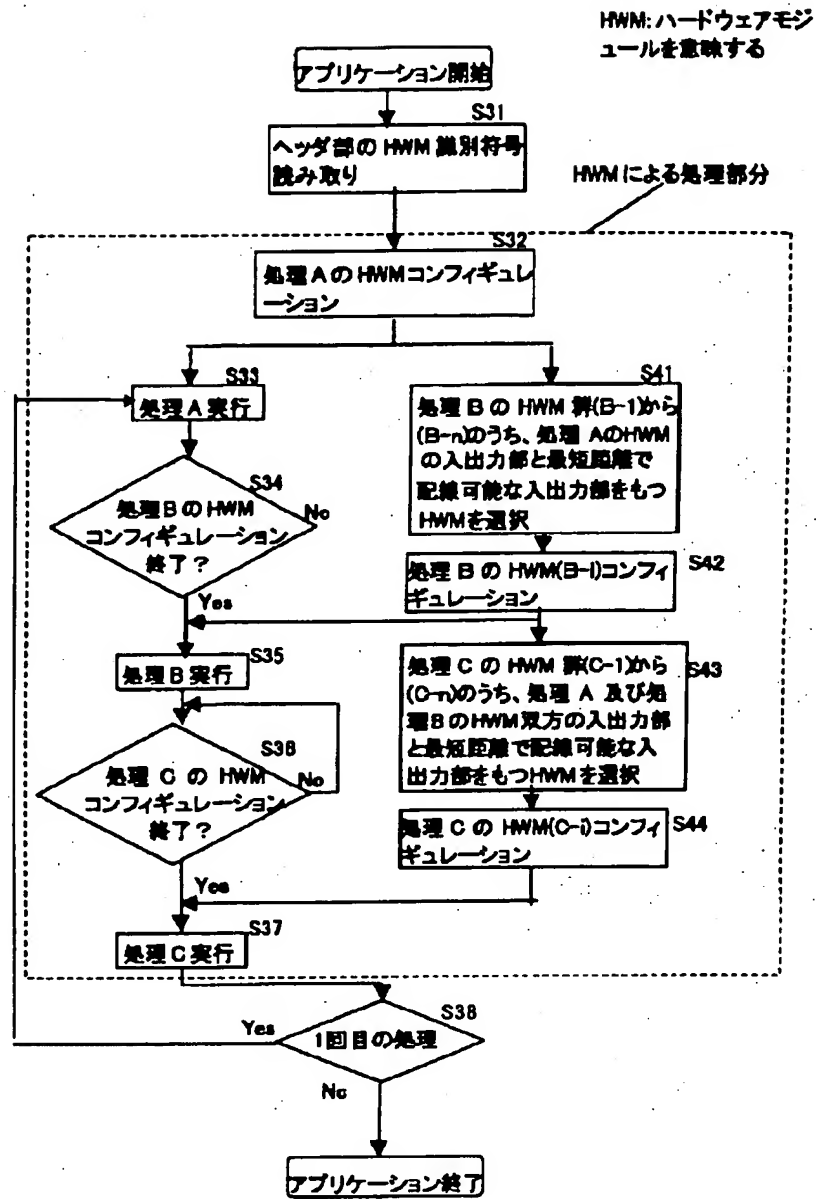 HWM: ハードウェアモジ
ュールを意味する
アプリケーション開始
S31
ヘッダ部の HWM 識別符号
読み取り
HWMによる処理部分
S32
処理 A の HWMコンフィギュレ
ーション
S33
処理A 実行
S41
処理 B の HWM 群(B-1)から
(B-n)のうち、処理 AのHWM
の入出力部と最短距離で
配線可能な入出力部をもつ
HWMを選択
S34
処理 B の HWM
コンフィギュレーション
終了?
No
Yes
S42
処理 B の HWM(B-i)コンフィ
ギュレーション
S35
処理 B 実行
S43
処理 C の HWM 群(C-1)から
(C-n)のうち、処理 A 及び処
理BのHWM双方の入出力部
と最短距離で配線可能な入
出力部をもつHWMを選択
S36
処理 C の HWM
コンフィギュレーション
終了?
No
Yes
S44
処理 C の HWM(C-i)コンフィ
ギュレーション
S37
処理 C 実行
S38
1回目の処理
Yes
No
アプリケーション終了